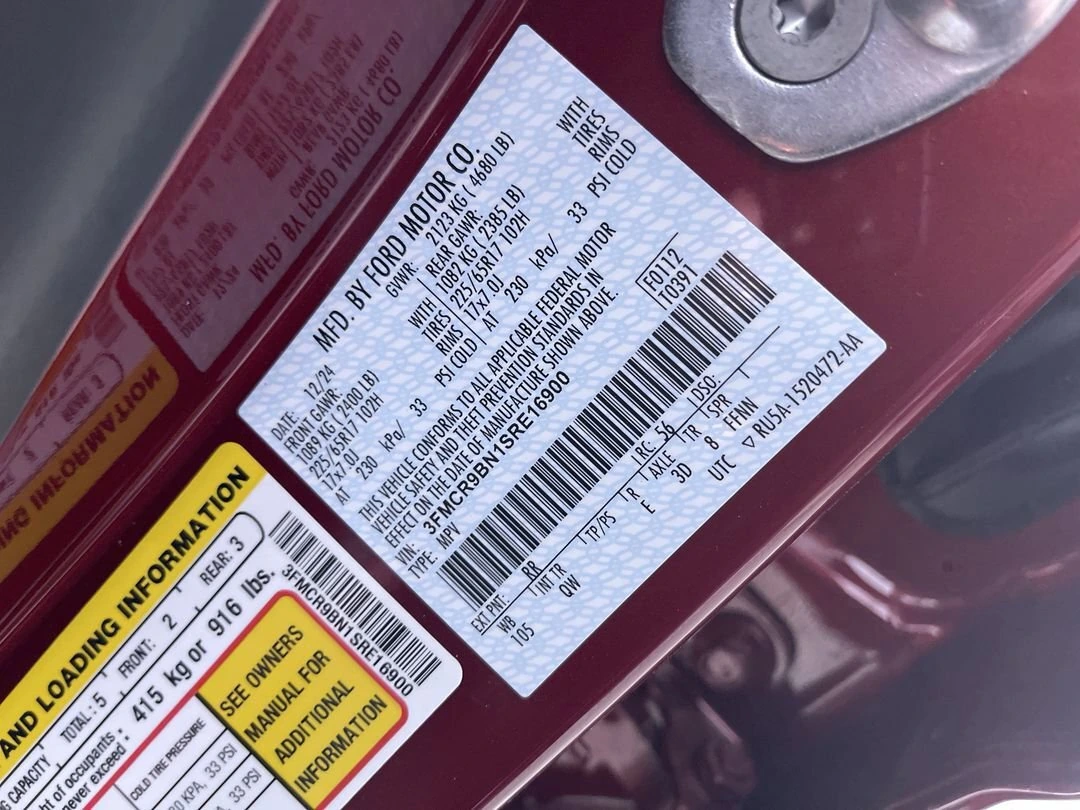 MFD. BY FORD MOTOR CO.
DATE: 12/24 GVWR: 2123 KG ( 4680 LB)
FRONT GAWR: REAR GAWR:
1089 KG ( 2400LB) WITH 1082 KG ( 2385 LB) WITH
225/65R17 102H TIRES 225/65R17 102H TIRES
17x7.0J RIMS 17x7.0J RIMS
AT 230 kPa/ 33 PSI COLD AT 230 kPa/ 33 PSI COLD
THIS VEHICLE CONFORMS TO ALL APPLICABLE FEDERAL MOTOR
VEHICLE SAFETY AND THEFT PREVENTION STANDARDS IN
EFFECT ON THE DATE OF MANUFACTURE SHOWN ABOVE.
VIN: 3FMCR9BN1SRE16900 F0112
TYPE: MPV T0391
EXT PNT: RR RC: 56 DSO:
WB INT TR TP/PS R AXLE TR SPR
105 QW E 3D 8 EFNN
UTC ▽ RU5A-1520472-AA
AND LOADING INFORMATION
CAPACITY TOTAL: 5 FRONT: 2 REAR: 3
of occupants
never exceed: 415 kg or 916 lbs.
3FMCR9BN1SRE16900
COLD TIRE PRESSURE
KPA, 33 PSI
33 PSI
SEE OWNERS
MANUAL FOR
ADDITIONAL
INFORMATION